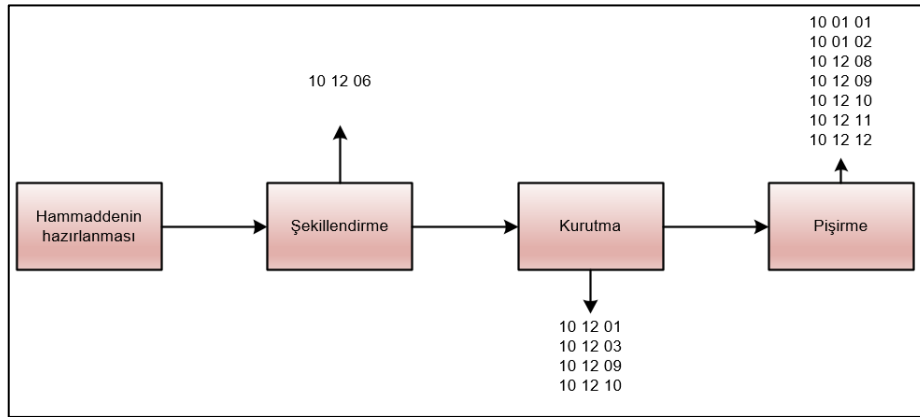 10 01 01
10 01 02
10 12 08
10 12 09
10 12 10
10 12 11
10 12 12
10 12 06
Hammaddenin
hazırlanması
Şekillendirme
Kurutma
Pişirme
10 12 01
10 12 03
10 12 09
10 12 10